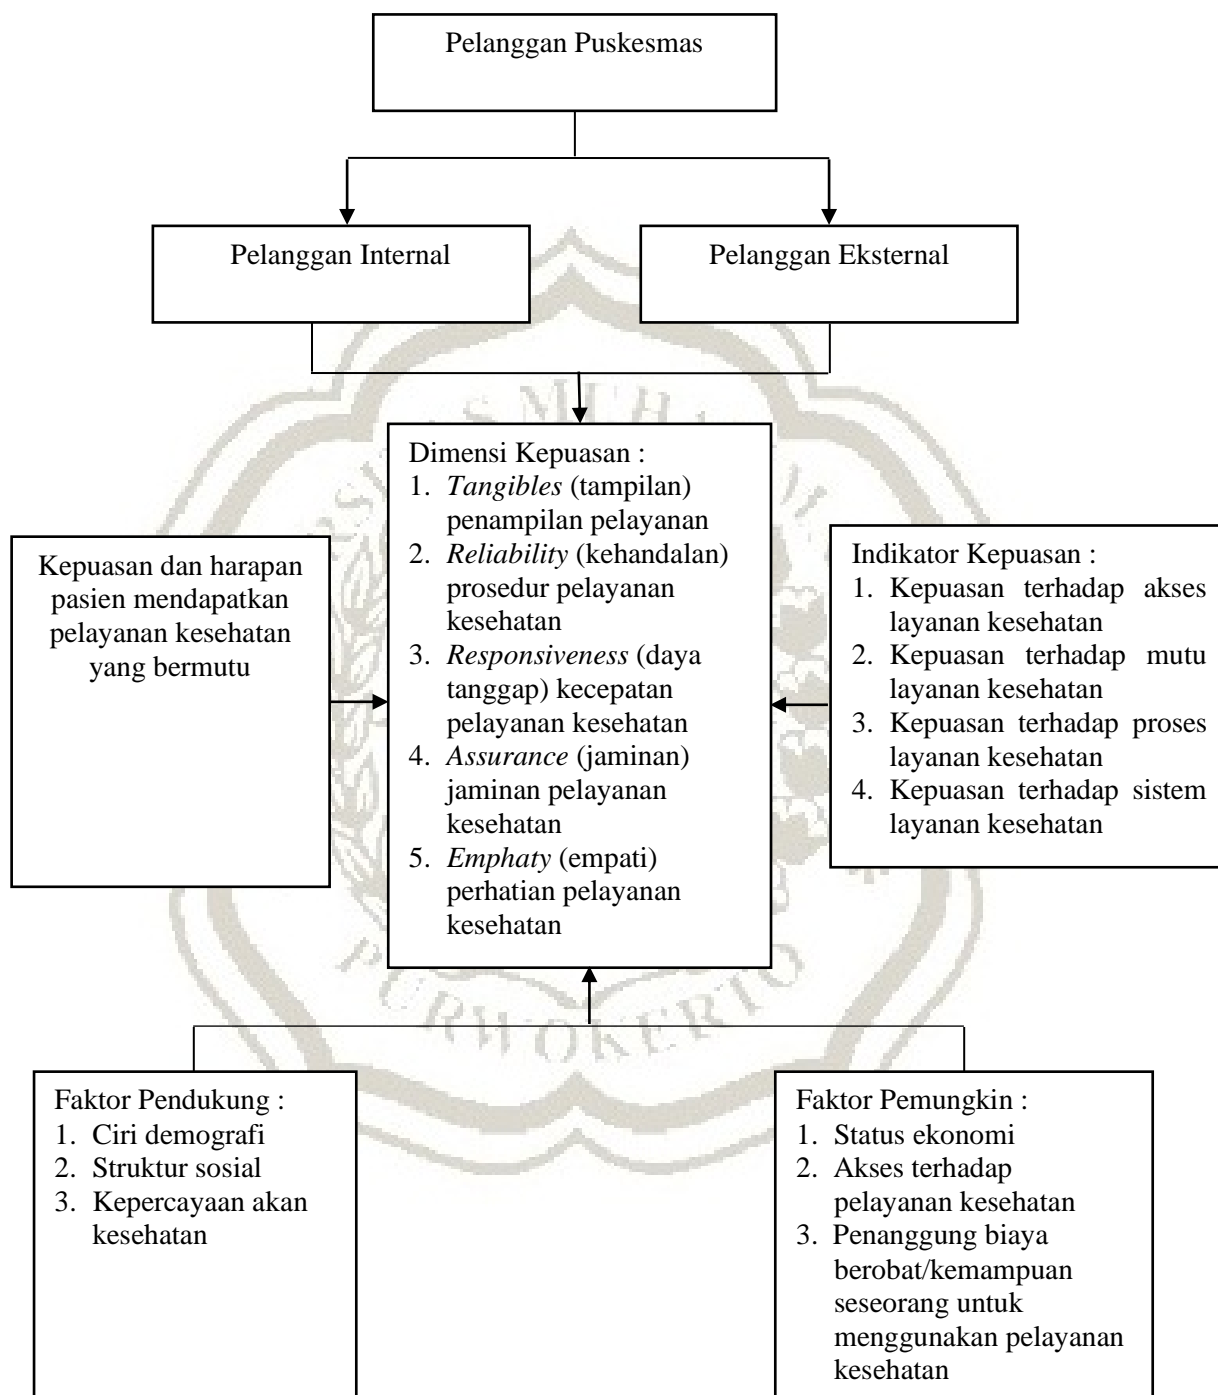 Pelanggan Puskesmas
Pelanggan Internal
Pelanggan Eksternal
Dimensi Kepuasan :
1. Tangibles (tampilan)
penampilan pelayanan
2. Reliability (kehandalan)
prosedur pelayanan
kesehatan
3. Responsiveness (daya
tanggap) kecepatan
pelayanan kesehatan
4. Assurance (jaminan)
jaminan pelayanan
kesehatan
5. Emphaty (empati)
perhatian pelayanan
kesehatan
Kepuasan dan harapan
pasien mendapatkan
pelayanan kesehatan
yang bermutu
Indikator Kepuasan :
1. Kepuasan terhadap akses
layanan kesehatan
2. Kepuasan terhadap mutu
layanan kesehatan
3. Kepuasan terhadap proses
layanan kesehatan
4. Kepuasan terhadap sistem
layanan kesehatan
PURWOKERTO
Faktor Pendukung :
1. Ciri demografi
2. Struktur sosial
3. Kepercayaan akan
kesehatan
Faktor Pemungkin :
1. Status ekonomi
2. Akses terhadap
pelayanan kesehatan
3. Penanggung biaya
berobat/kemampuan
seseorang untuk
menggunakan pelayanan
kesehatan